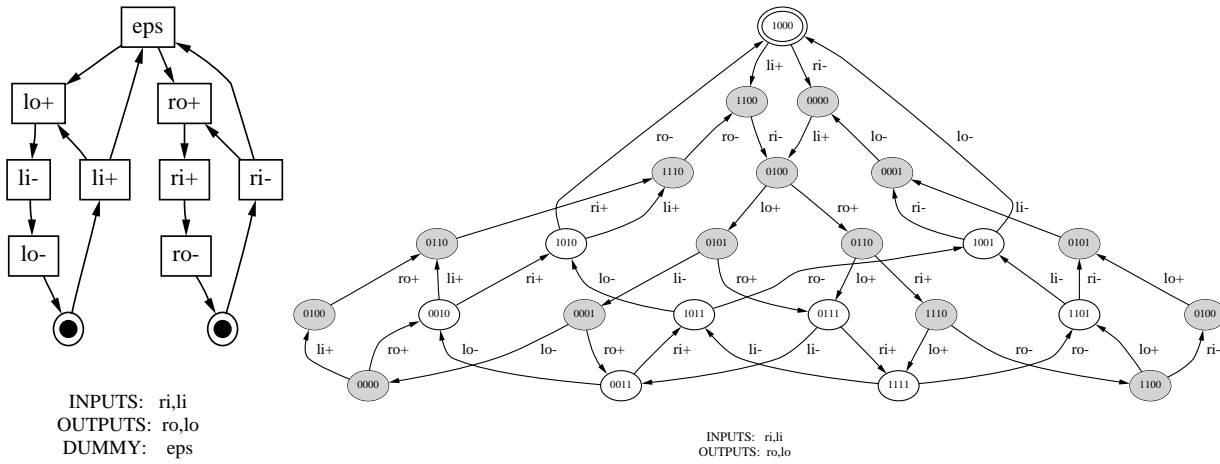 eps
lo+ ro+
li- li+ ri+ ri-
lo- ro-
INPUTS: ri,li
OUTPUTS: ro,lo
DUMMY: eps
1000
li+ ri-
1100 0000
ro- ro- ri- li+ lo- lo-
1110 0100 0001
ri+ li+ lo+ ro+ ri- li-
0110 1010 0101 0110 1001 0101
ro+ li+ ri+ lo- li- ro+ ro- lo+ ri+ li- ri- lo+
0100 0010 0001 1011 0111 1110 1101 0100
li+ ro+ lo- lo- ro+ ri+ li- li- ri+ lo+ ro- ro- lo+ ri-
0000 0011 1111 1100
INPUTS: ri,li
OUTPUTS: ro,lo